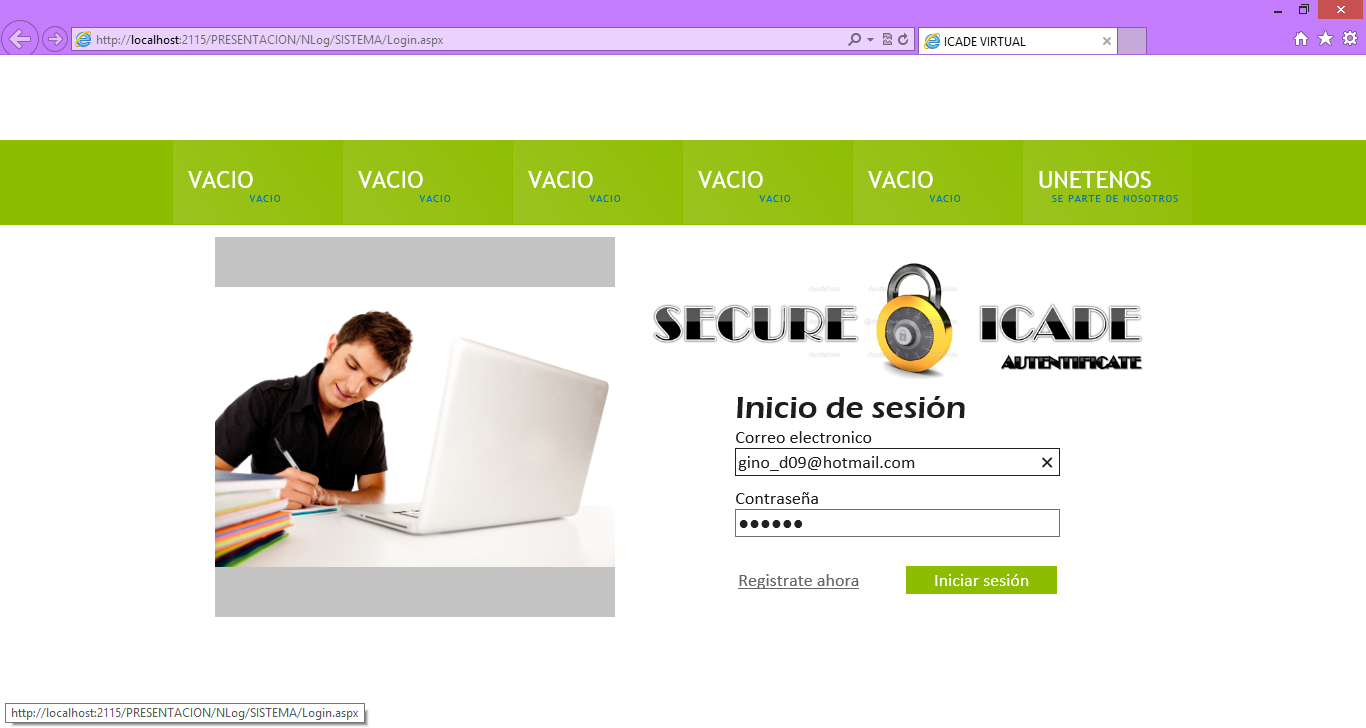 http://localhost:2115/PRESENTACION/NLog/SISTEMA/Login.aspx
ICADE VIRTUAL
VACIO
VACIO
VACIO
VACIO
VACIO
VACIO
VACIO
VACIO
VACIO
VACIO
UNETENOS
SE PARTE DE NOSOTROS
SECURE ICADE
AUTENTIFICATE
Inicio de sesión
Correo electronico
gino_d09@hotmail.com
Contraseña
●●●●●●
Registrate ahora
Iniciar sesión
http://localhost:2115/PRESENTACION/NLog/SISTEMA/Login.aspx